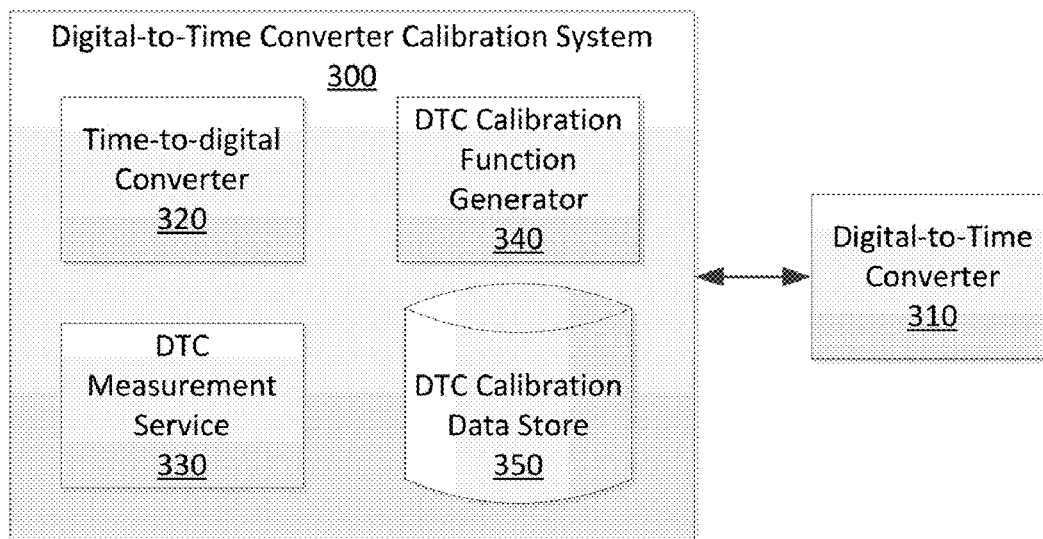 Digital-to-Time Converter Calibration System
300
Time-to-digital
Converter
320
DTC Calibration
Function
Generator
340
DTC
Measurement
Service
330
DTC Calibration
Data Store
350
Digital-to-Time
Converter
310